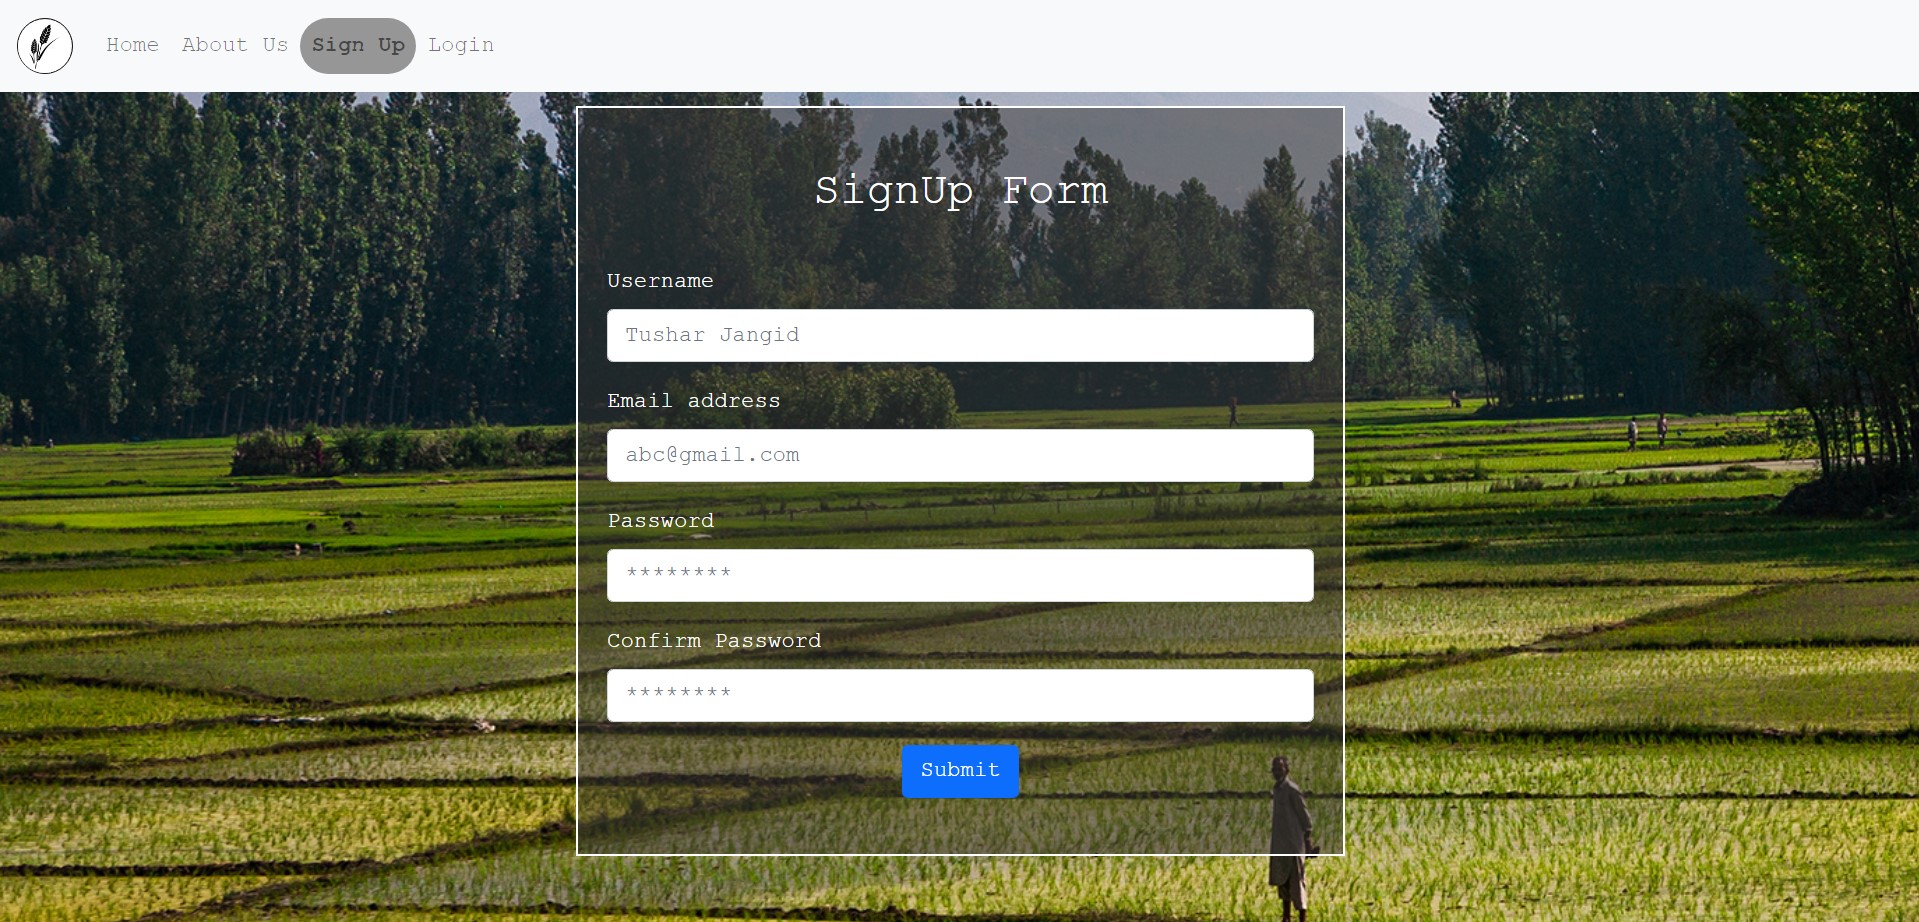 Home About Us Sign Up Login
SignUp Form
Username
Tushar Jangid
Email address
abc@gmail.com
Password
********
Confirm Password
********
Submit